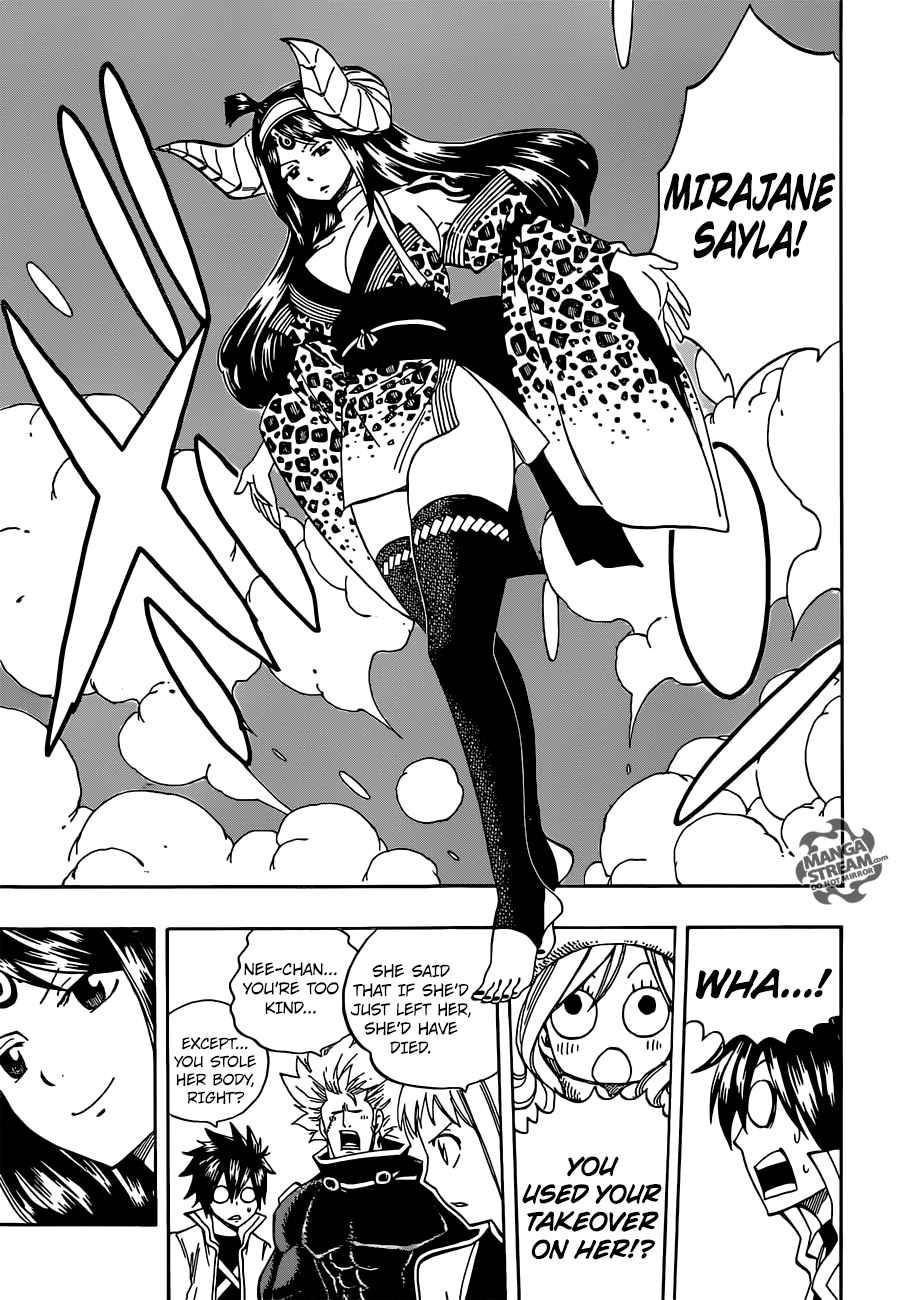 MIRAJANE
SAYLA!
MANGA
STREAM.com
DO NOT MIRROR
WHA...!
YOU
USED YOUR
TAKEOVER
ON HER!?
SHE SAID
THAT IF SHE'D
JUST LEFT HER,
SHE'D HAVE
DIED.
NEE-CHAN...
YOU'RE TOO
KIND...
EXCEPT...
YOU STOLE
HER BODY,
RIGHT?